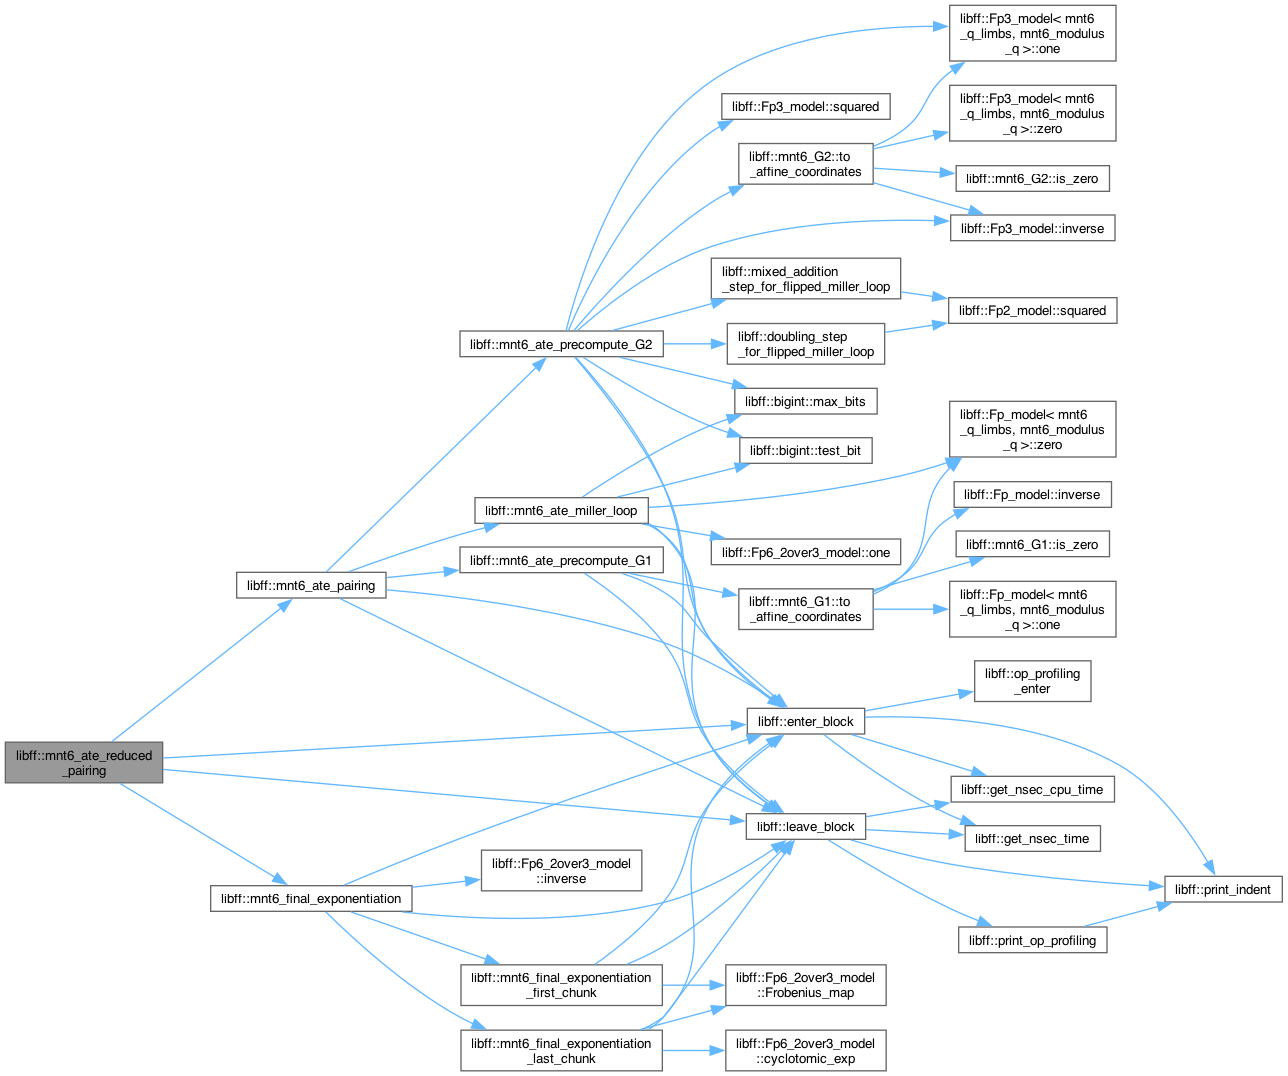 libff::Fp3_model< mnt6
_q_limbs, mnt6_modulus
_q >::one
libff::Fp3_model::squared
libff::Fp3_model< mnt6
_q_limbs, mnt6_modulus
_q >::zero
libff::mnt6_G2::to
_affine_coordinates
libff::mnt6_G2::is_zero
libff::Fp3_model::inverse
libff::mixed_addition
_step_for_flipped_miller_loop
libff::Fp2_model::squared
libff::mnt6_ate_precompute_G2
libff::doubling_step
_for_flipped_miller_loop
libff::bigint::max_bits
libff::Fp_model< mnt6
_q_limbs, mnt6_modulus
_q >::zero
libff::bigint::test_bit
libff::Fp_model::inverse
libff::mnt6_ate_miller_loop
libff::Fp6_2over3_model::one
libff::mnt6_G1::is_zero
libff::mnt6_ate_precompute_G1
libff::mnt6_ate_pairing
libff::mnt6_G1::to
_affine_coordinates
libff::Fp_model< mnt6
_q_limbs, mnt6_modulus
_q >::one
libff::op_profiling
_enter
libff::enter_block
libff::mnt6_ate_reduced
_pairing
libff::get_nsec_cpu_time
libff::leave_block
libff::get_nsec_time
libff::Fp6_2over3_model
::inverse
libff::print_indent
libff::mnt6_final_exponentiation
libff::print_op_profiling
libff::mnt6_final_exponentiation
_first_chunk
libff::Fp6_2over3_model
::Frobenius_map
libff::mnt6_final_exponentiation
_last_chunk
libff::Fp6_2over3_model
::cyclotomic_exp